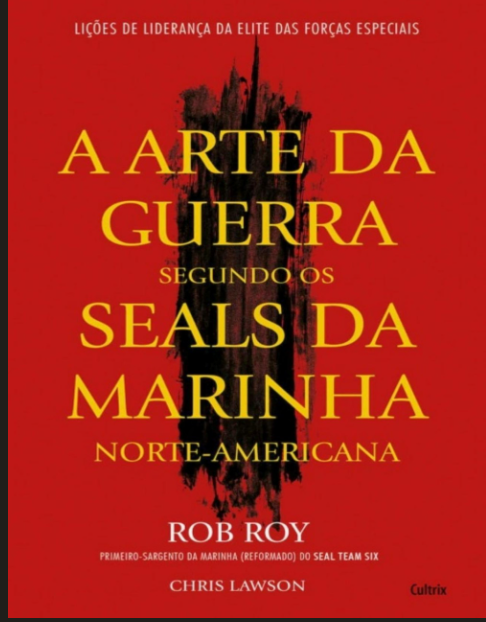 LIÇÕES DE LIDERANÇA DA ELITE DAS FORÇAS ESPECIAIS
A ARTE DA
GUERRA
SEGUNDO OS
SEALS DA
MARINHA
NORTE-AMERICANA
ROB ROY
PRIMEIRO-SARGENTO DA MARINHA (REFORMADO) DO SEAL TEAM SIX
CHRIS LAWSON
Cultrix